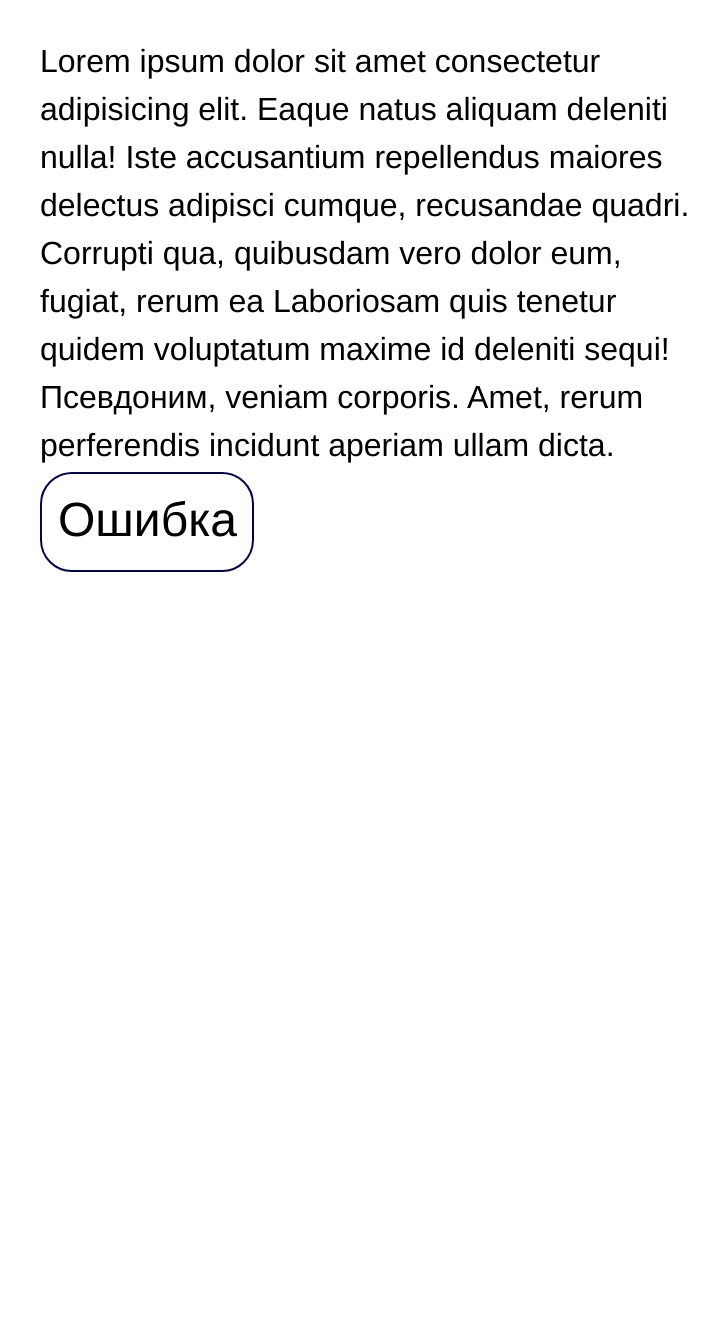 Lorem ipsum dolor sit amet consectetur
adipisicing elit. Eaque natus aliquam deleniti
nulla! Iste accusantium repellendus maiores
delectus adipisci cumque, recusandae quadri.
Corrupti qua, quibusdam vero dolor eum,
fugiat, rerum ea Laboriosam quis tenetur
quidem voluptatum maxime id deleniti sequi!
Псевдоним, veniam corporis. Amet, rerum
perferendis incidunt aperiam ullam dicta.
Ошибка